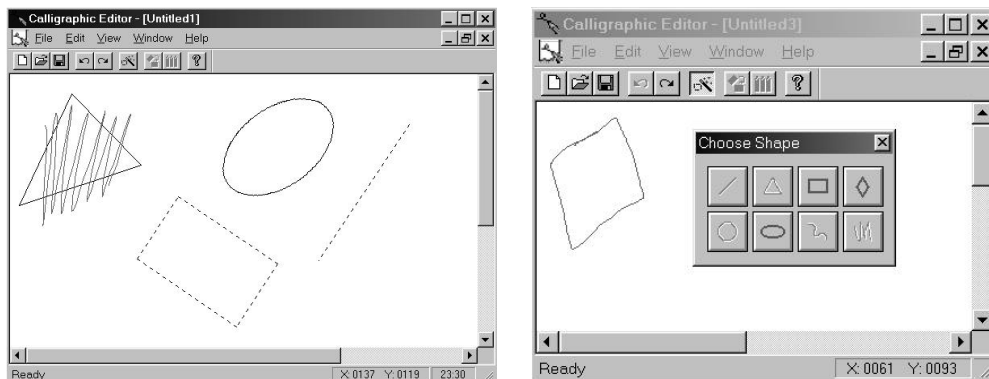 Calligraphic Editor - [Untitled1]
File Edit View Window Help
Ready
X:0137 Y:0119 23:30
Calligraphic Editor - [Untitled3]
File Edit View Window Help
Choose Shape
Ready
X:0061 Y:0093